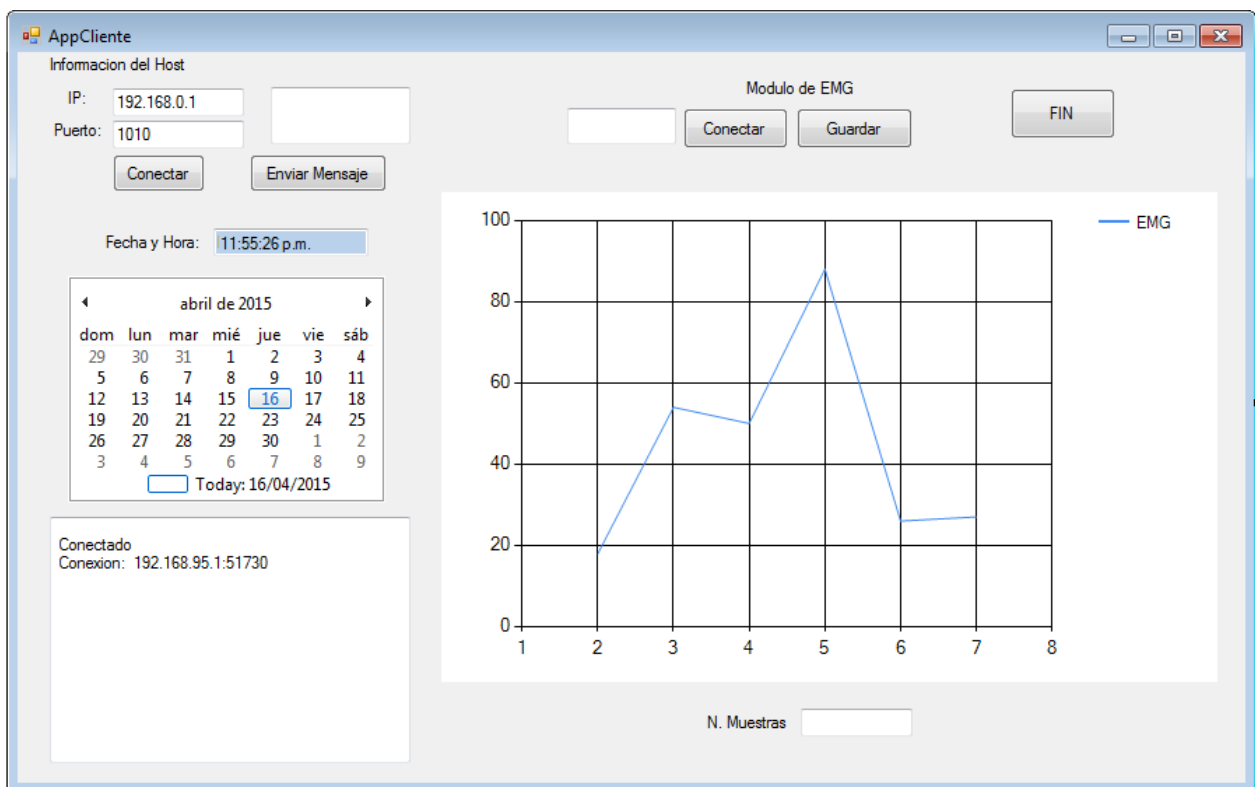 AppCliente
Informacion del Host
IP: 192.168.0.1
Puerto: 1010
Conectar Enviar Mensaje
Modulo de EMG
Conectar Guardar
FIN
Fecha y Hora: 11:55:26 p.m.
abril de 2015
dom lun mar mié jue vie sáb
29 30 31 1 2 3 4
5 6 7 8 9 10 11
12 13 14 15 16 17 18
19 20 21 22 23 24 25
26 27 28 29 30 1 2
3 4 5 6 7 8 9
Today: 16/04/2015
Conectado
Conexion: 192.168.95.1:51730
EMG
100
80
60
40
20
0
1 2 3 4 5 6 7 8
N. Muestras